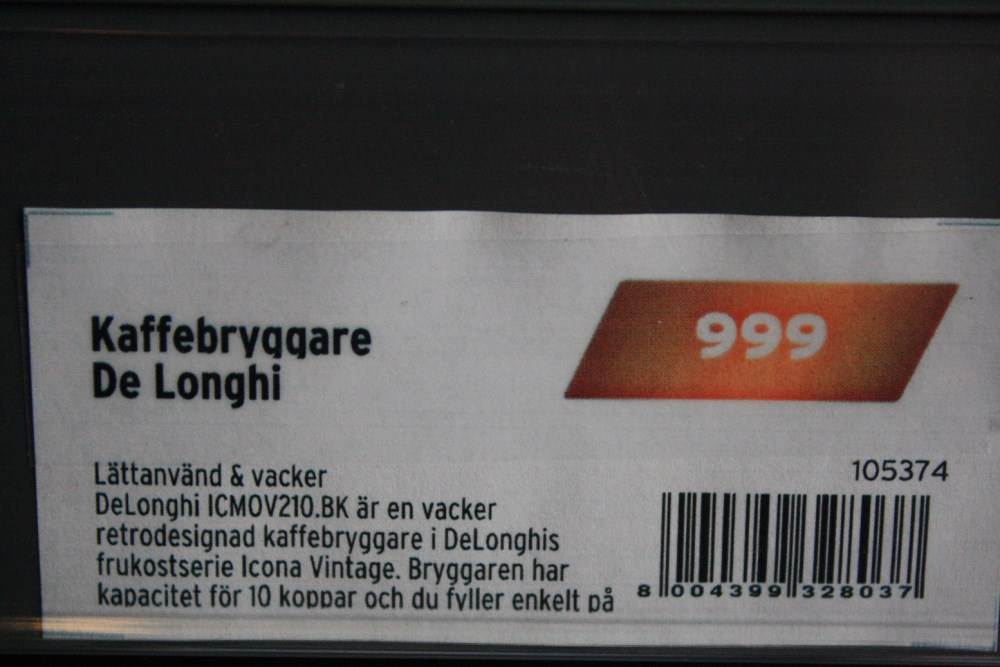 Kaffebryggare
De Longhi
999
Lättanvänd & vacker
DeLonghi ICMOV210.BK är en vacker
retrodesignad kaffebryggare i DeLonghis
frukostserie Icona Vintage. Bryggaren har
kapacitet för 10 koppar och du fyller enkelt på
105374
8 004399 328037